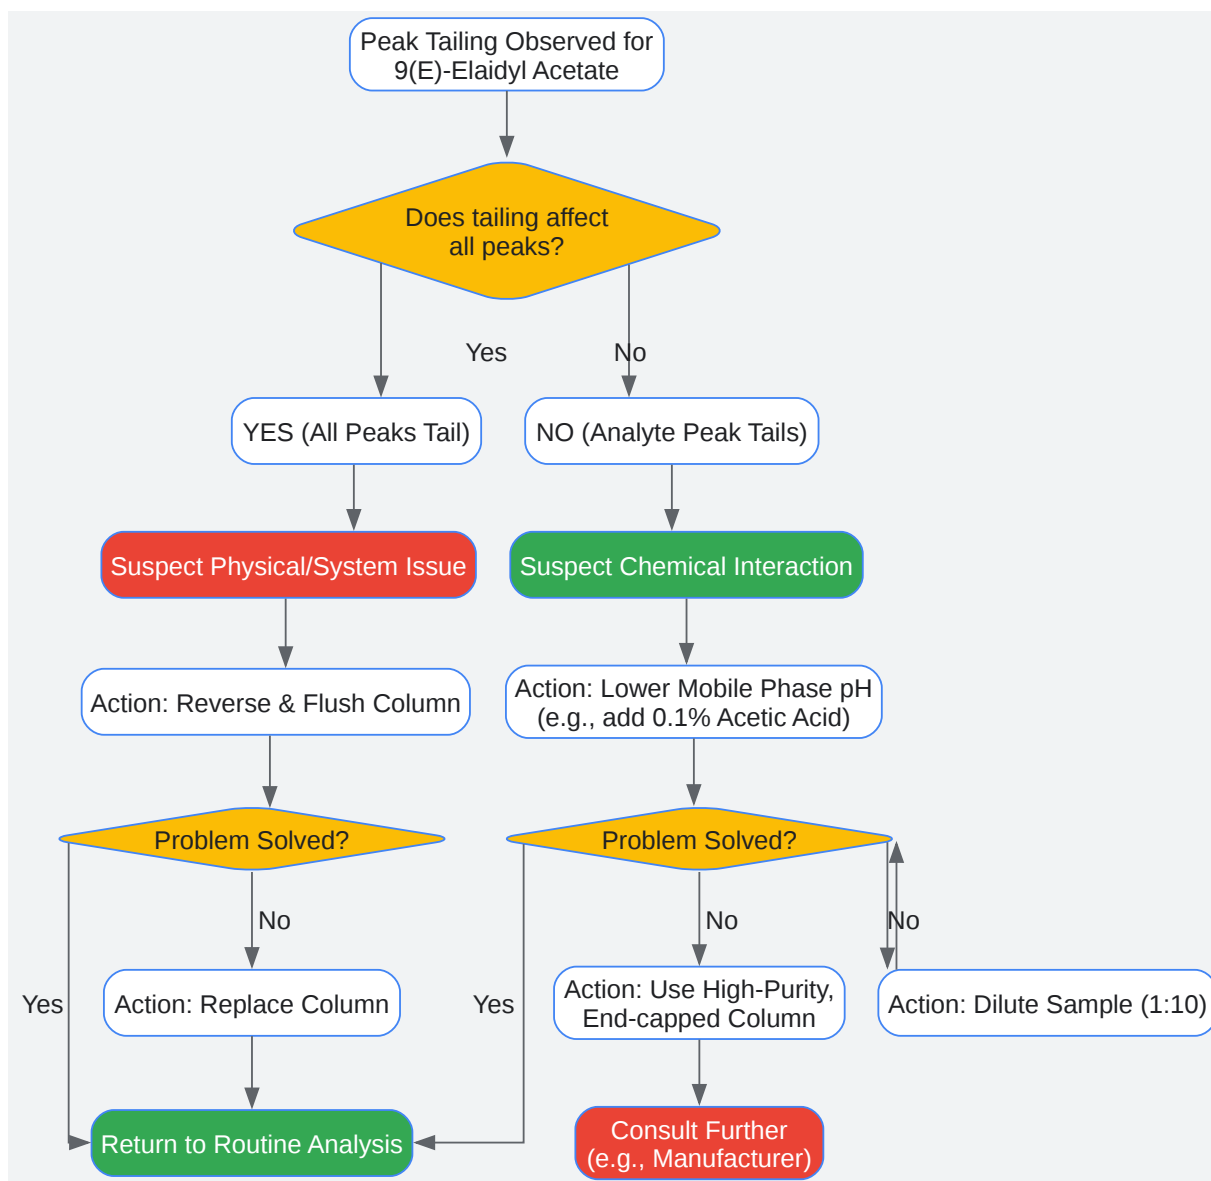 Peak Tailing Observed for
9(E)-Elaidyl Acetate
Does tailing affect
all peaks?
Yes
No
YES (All Peaks Tail)
NO (Analyte Peak Tails)
Suspect Physical/System Issue
Suspect Chemical Interaction
Action: Reverse & Flush Column
Action: Lower Mobile Phase pH
(e.g., add 0.1% Acetic Acid)
Problem Solved?
Problem Solved?
No
No
No
Yes
Action: Replace Column
Yes
Action: Use High-Purity,
End-capped Column
Action: Dilute Sample (1:10)
Return to Routine Analysis
Consult Further
(e.g., Manufacturer)